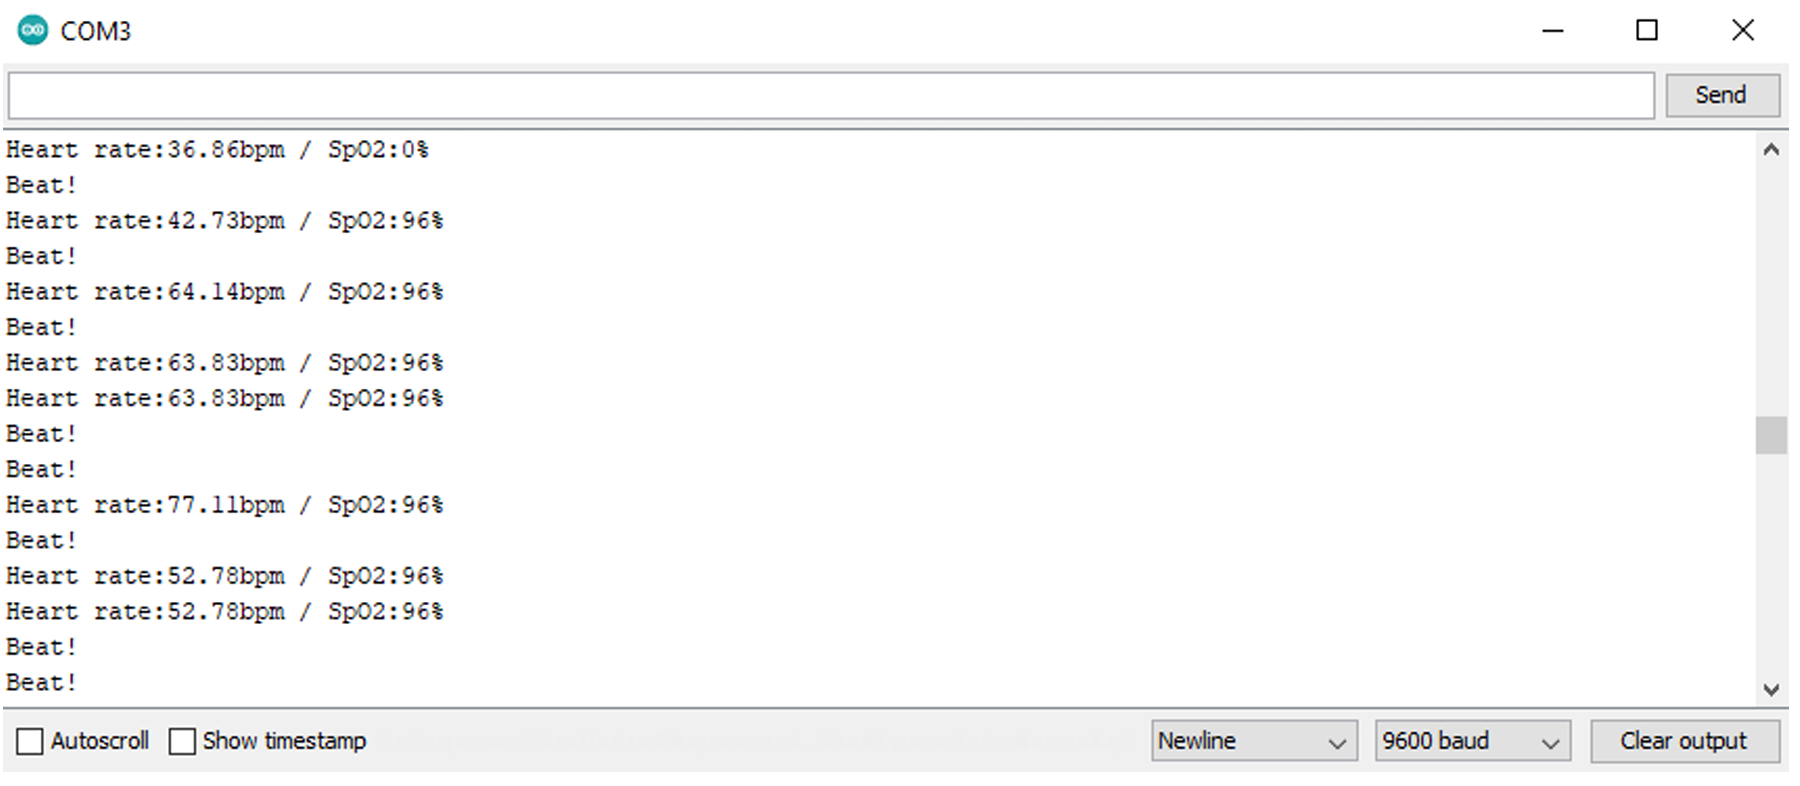 COM3
Send
Heart rate:36.86bpm / SpO2:0%
Beat!
Heart rate:42.73bpm / SpO2:96%
Beat!
Heart rate:64.14bpm / SpO2:96%
Beat!
Heart rate:63.83bpm / SpO2:96%
Heart rate:63.83bpm / SpO2:96%
Beat!
Beat!
Heart rate:77.11bpm / SpO2:96%
Beat!
Heart rate:52.78bpm / SpO2:96%
Heart rate:52.78bpm / SpO2:96%
Beat!
Beat!
Autoscroll Show timestamp Newline 9600 baud Clear output